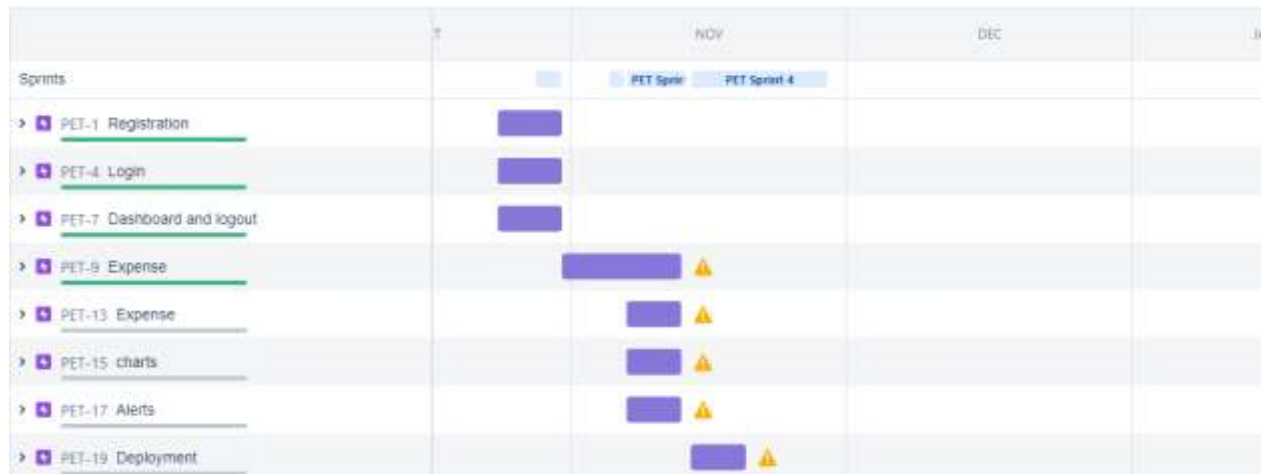 T NOV DEC JA
Sprints PET Sprin PET Sprint 4
PET-1 Registration
PET-4 Login
PET-7 Dashboard and logout
PET-9 Expense
PET-13 Expense
PET-15 charts
PET-17 Alerts
PET-19 Deployment